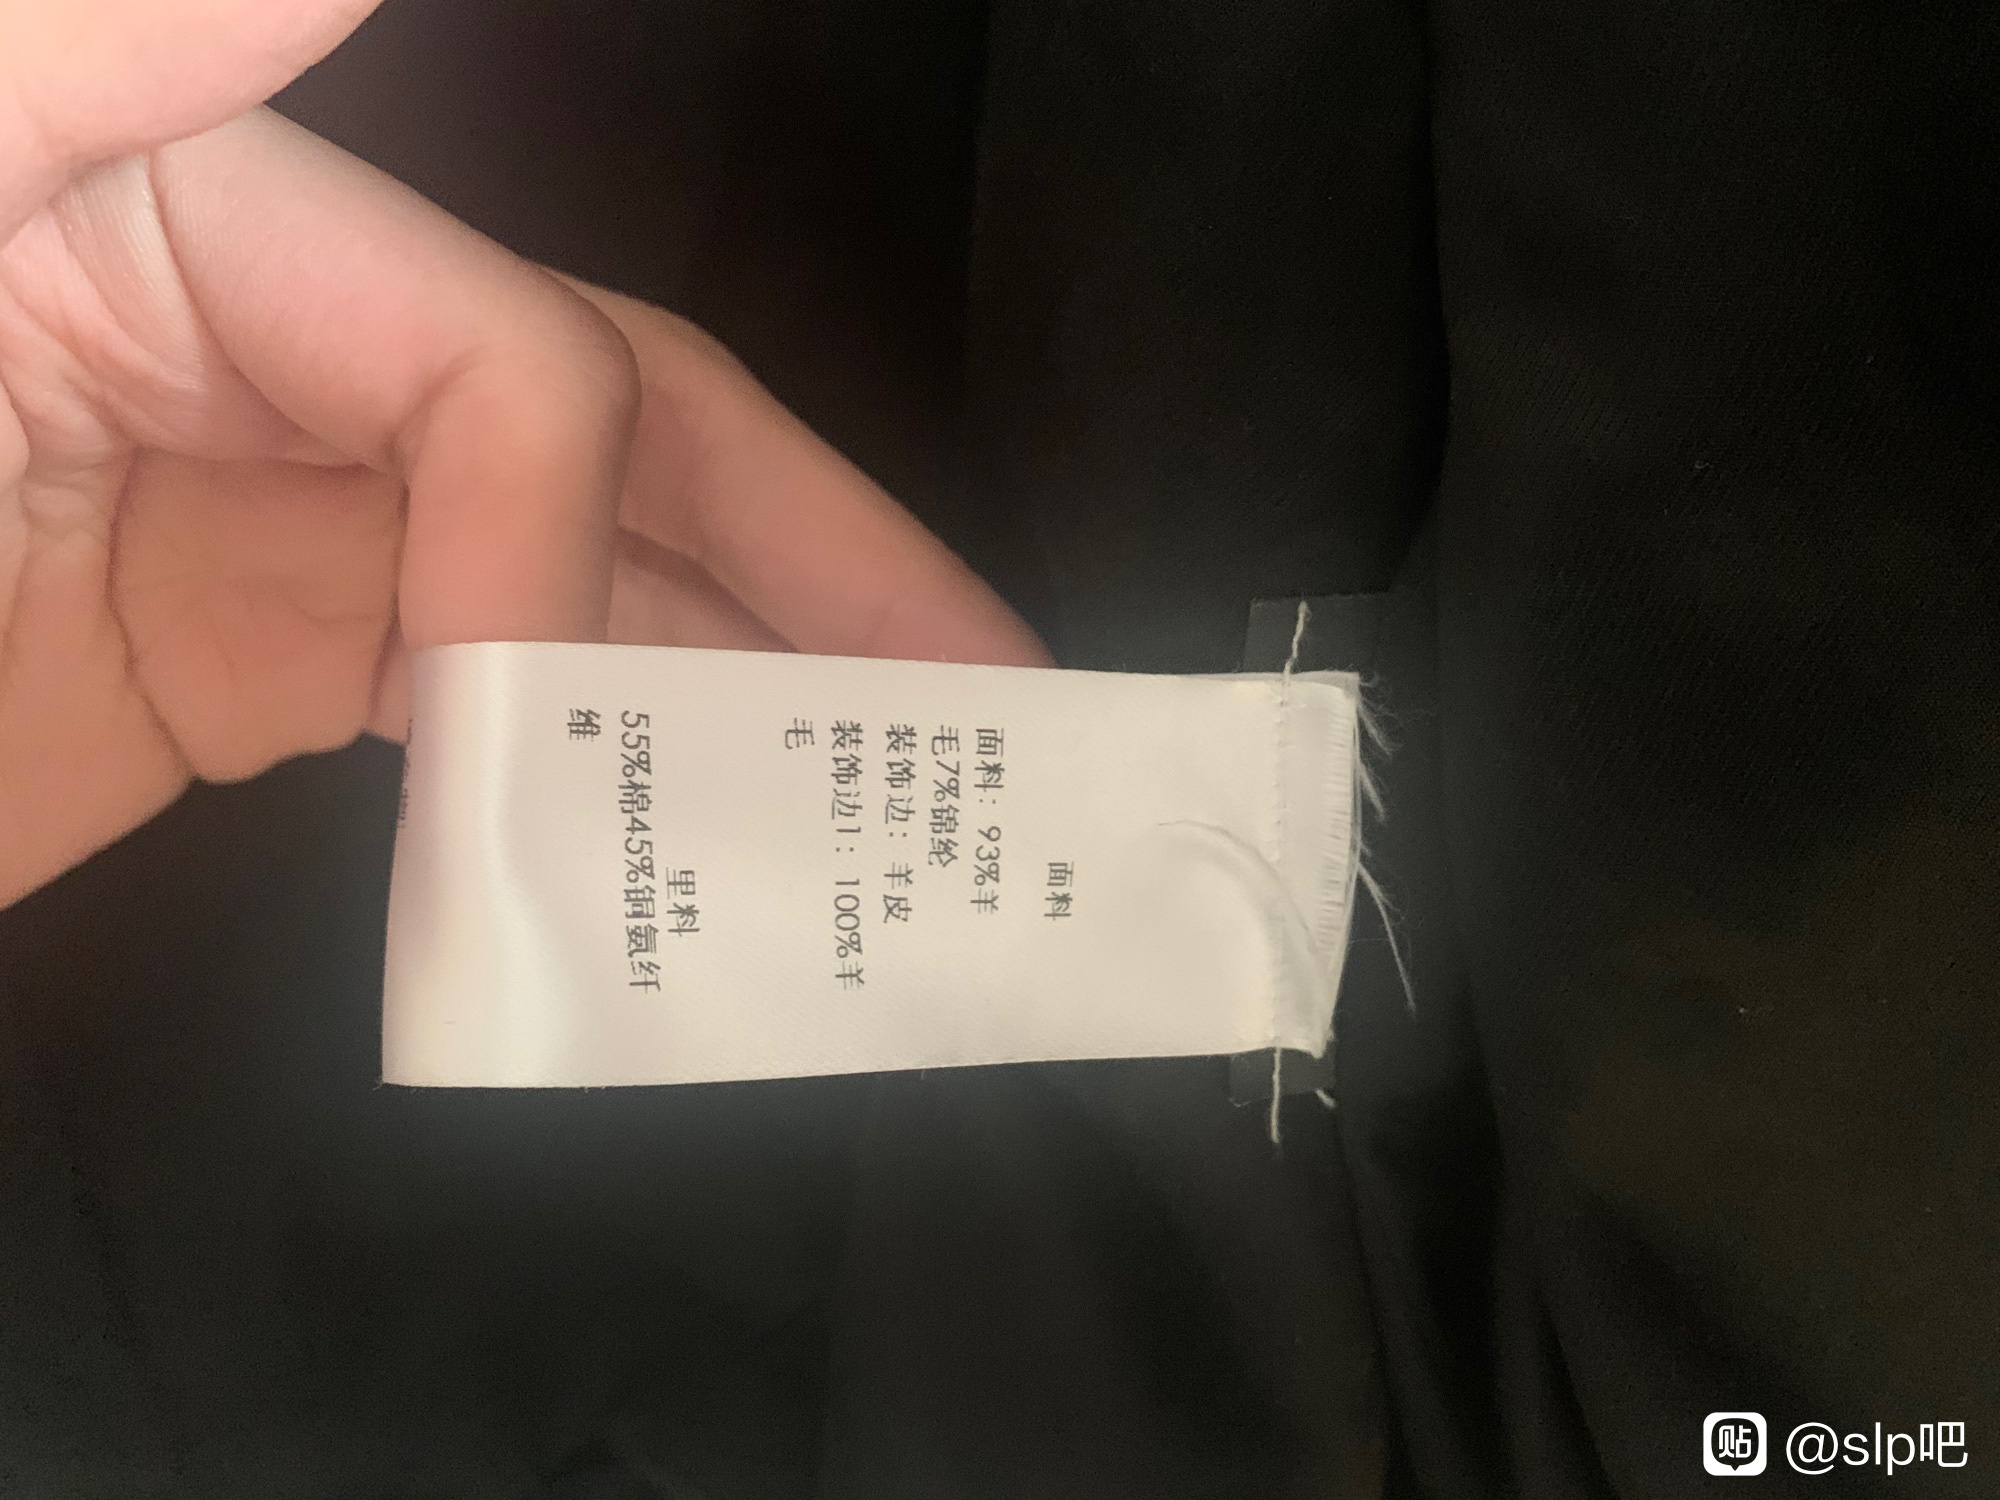 面料
面料：93%羊
毛7%锦纶
装饰边：羊皮
装饰边1：100%羊
毛
里料
55%棉45%铜氨纤
维
贴 @slp吧